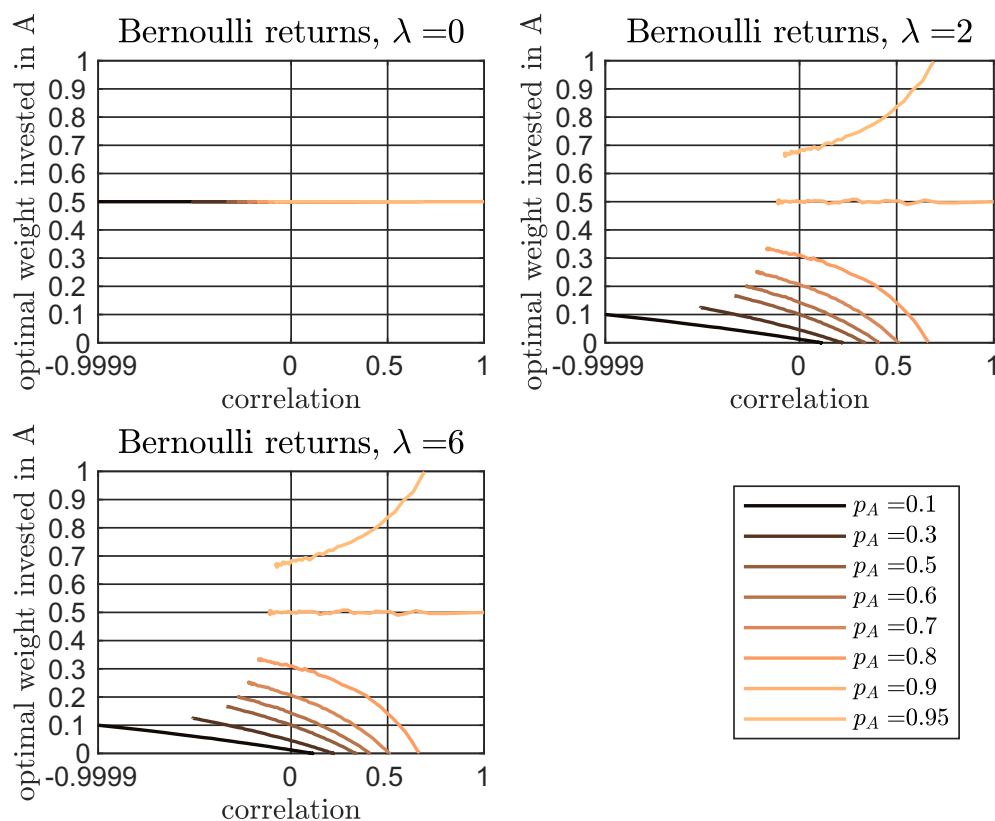 Bernoulli returns, λ =0
optimal weight invested in A
1
0.9
0.8
0.7
0.6
0.5
0.4
0.3
0.2
0.1
0
-0.9999 0 0.5 1
correlation
Bernoulli returns, λ =2
optimal weight invested in A
1
0.9
0.8
0.7
0.6
0.5
0.4
0.3
0.2
0.1
0
-0.9999 0 0.5 1
correlation
Bernoulli returns, λ =6
optimal weight invested in A
1
0.9
0.8
0.7
0.6
0.5
0.4
0.3
0.2
0.1
0
-0.9999 0 0.5 1
correlation
p_A =0.1
p_A =0.3
p_A =0.5
p_A =0.6
p_A =0.7
p_A =0.8
p_A =0.9
p_A =0.95